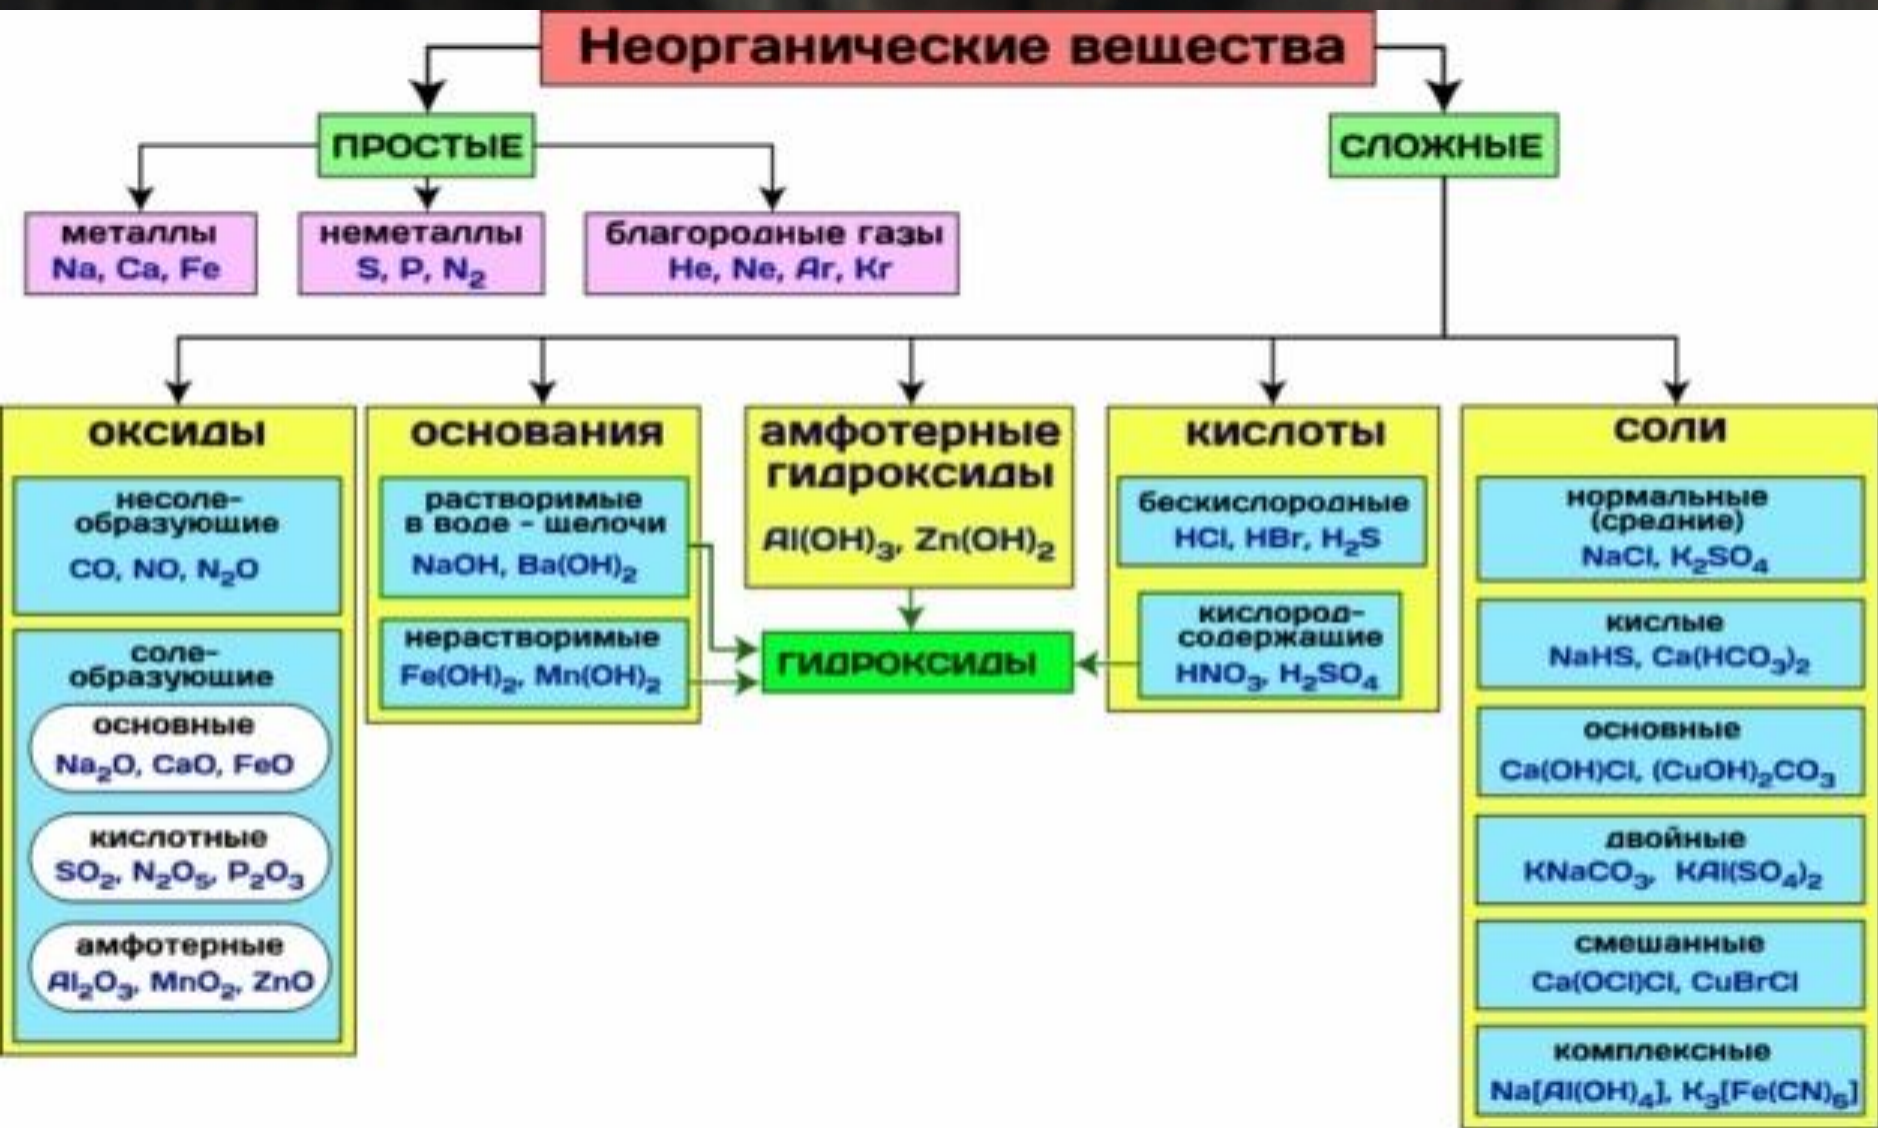 Неорганические вещества
ПРОСТЫЕ
СЛОЖНЫЕ
металлы
Na, Ca, Fe
неметаллы
S, P, N₂
благородные газы
He, Ne, Ar, Kr
оксиды
несоле-
образующие
CO, NO, N₂O
соле-
образующие
основные
Na₂O, CaO, FeO
кислотные
SO₂, N₂O₅, P₂O₃
амфотерные
Al₂O₃, MnO₂, ZnO
основания
растворимые
в воде - щелочи
NaOH, Ba(OH)₂
нерастворимые
Fe(OH)₂, Mn(OH)₂
амфотерные
гидроксиды
Al(OH)₃, Zn(OH)₂
ГИДРОКСИДЫ
кислоты
бескислородные
HCl, HBr, H₂S
кислород-
содержащие
HNO₃, H₂SO₄
соли
нормальные
(средние)
NaCl, K₂SO₄
кислые
NaHS, Ca(HCO₃)₂
основные
Ca(OH)Cl, (CuOH)₂CO₃
двойные
KNaCO₃, KAl(SO₄)₂
смешанные
Ca(OCl)Cl, CuBrCl
комплексные
Na[Al(OH)₄], K₃[Fe(CN)₆]